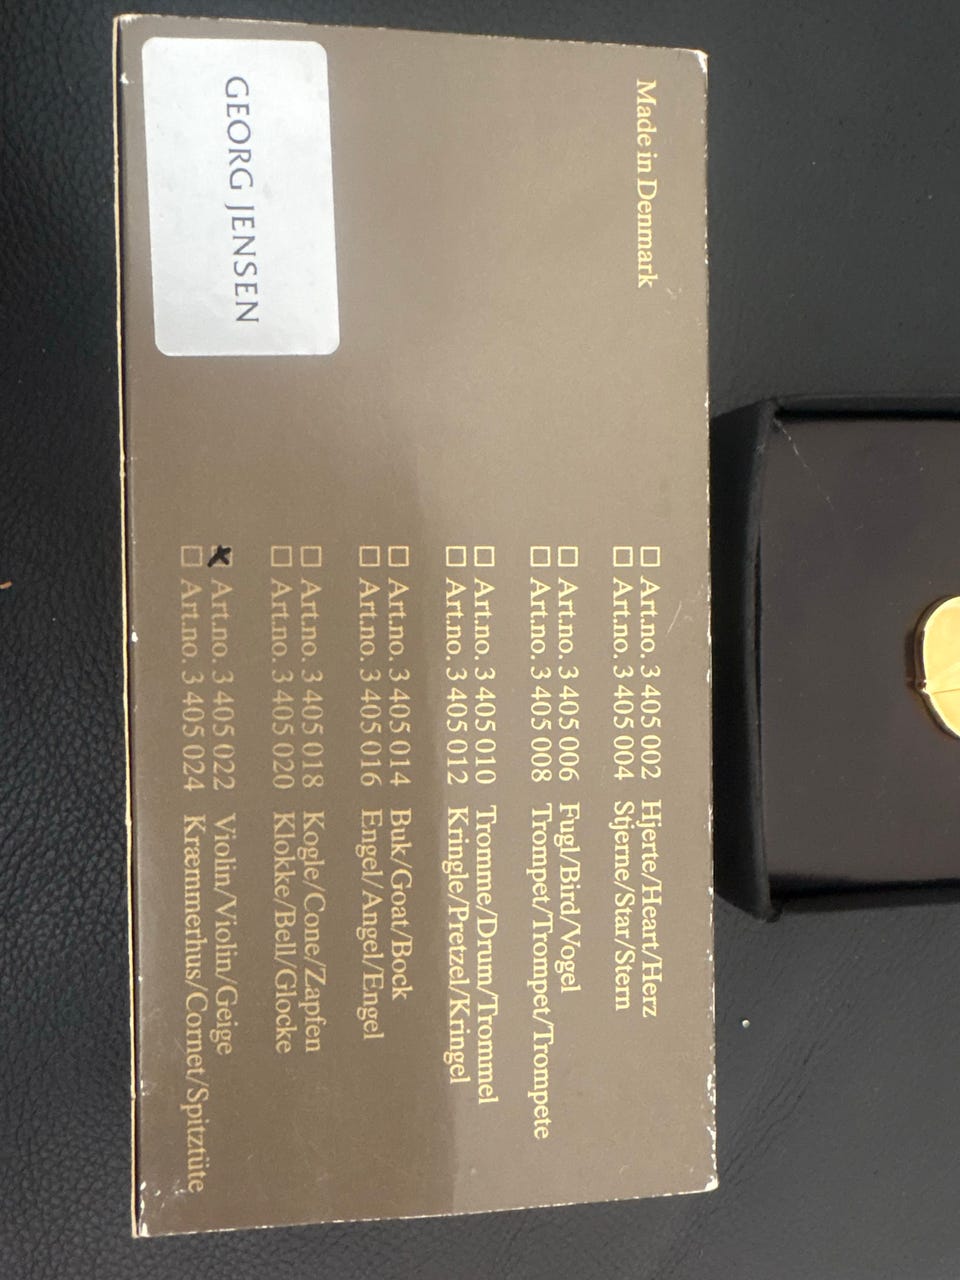 Made in Denmark
Art.no. 3 405 002 Hjerte/Heart/Herz
Art.no. 3 405 004 Stjerne/Star/Stern
Art.no. 3 405 006 Fugl/Bird/Vogel
Art.no. 3 405 008 Trompet/Trompet/Trompete
Art.no. 3 405 010 Tromme/Drum/Trommel
Art.no. 3 405 012 Kringle/Pretzel/Kringel
Art.no. 3 405 014 Buk/Goat/Bock
Art.no. 3 405 016 Engel/Angel/Engel
Art.no. 3 405 018 Kogle/Cone/Zapfen
Art.no. 3 405 020 Klokke/Bell/Glocke
Art.no. 3 405 022 Violin/Violin/Geige
Art.no. 3 405 024 Kræmmerhus/Cornet/Spitztüte
GEORG JENSEN